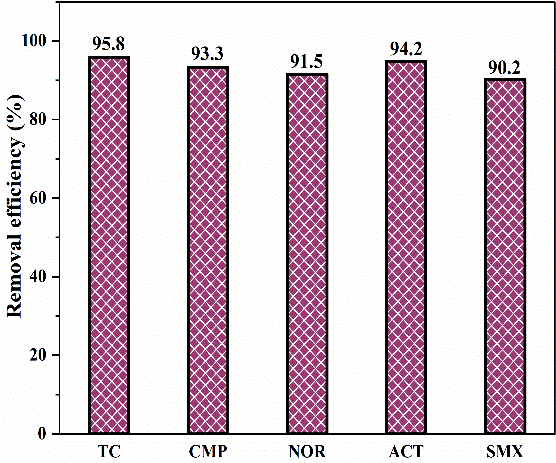 Removal efficiency (%)
100
80
60
40
20
0
95.8
93.3
91.5
94.2
90.2
TC
CMP
NOR
ACT
SMX